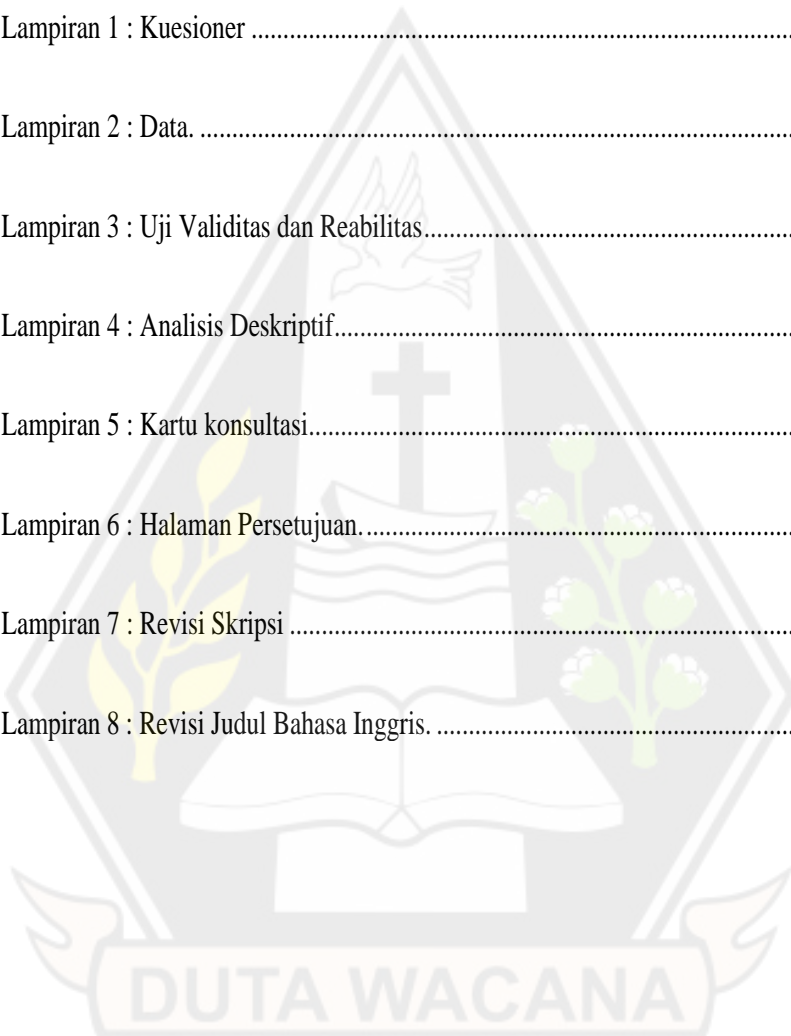 Lampiran 1 : Kuesioner ....................................................................................
Lampiran 2 : Data. ............................................................................................
Lampiran 3 : Uji Validitas dan Reabilitas.........................................................
Lampiran 4 : Analisis Deskriptif.......................................................................
Lampiran 5 : Kartu konsultasi...........................................................................
Lampiran 6 : Halaman Persetujuan...................................................................
Lampiran 7 : Revisi Skripsi ..............................................................................
Lampiran 8 : Revisi Judul Bahasa Inggris. .......................................................
DUTA WACANA